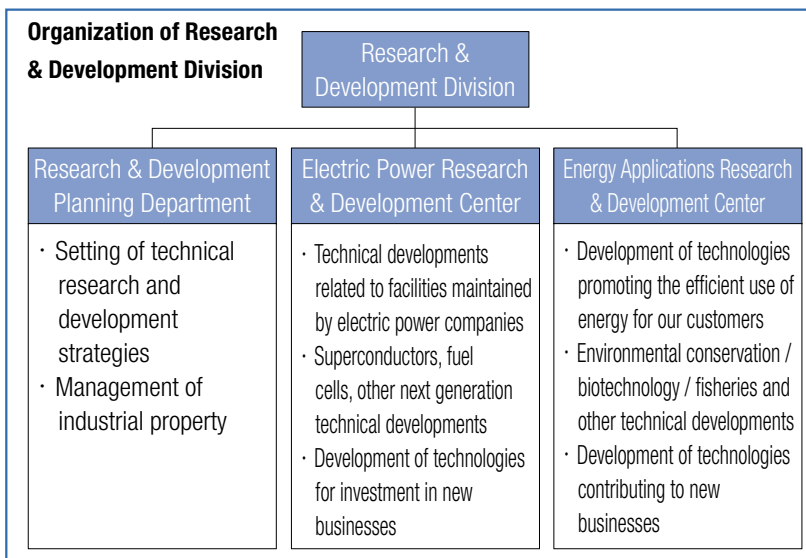 Organization of Research
& Development Division
Research &
Development Division
Research & Development
Planning Department
・Setting of technical
research and
development
strategies
・Management of
industrial property
Electric Power Research
& Development Center
・Technical developments
related to facilities maintained
by electric power companies
・Superconductors, fuel
cells, other next generation
technical developments
・Development of technologies
for investment in new
businesses
Energy Applications Research
& Development Center
・Development of technologies
promoting the efficient use of
energy for our customers
・Environmental conservation /
biotechnology / fisheries and
other technical developments
・Development of technologies
contributing to new
businesses